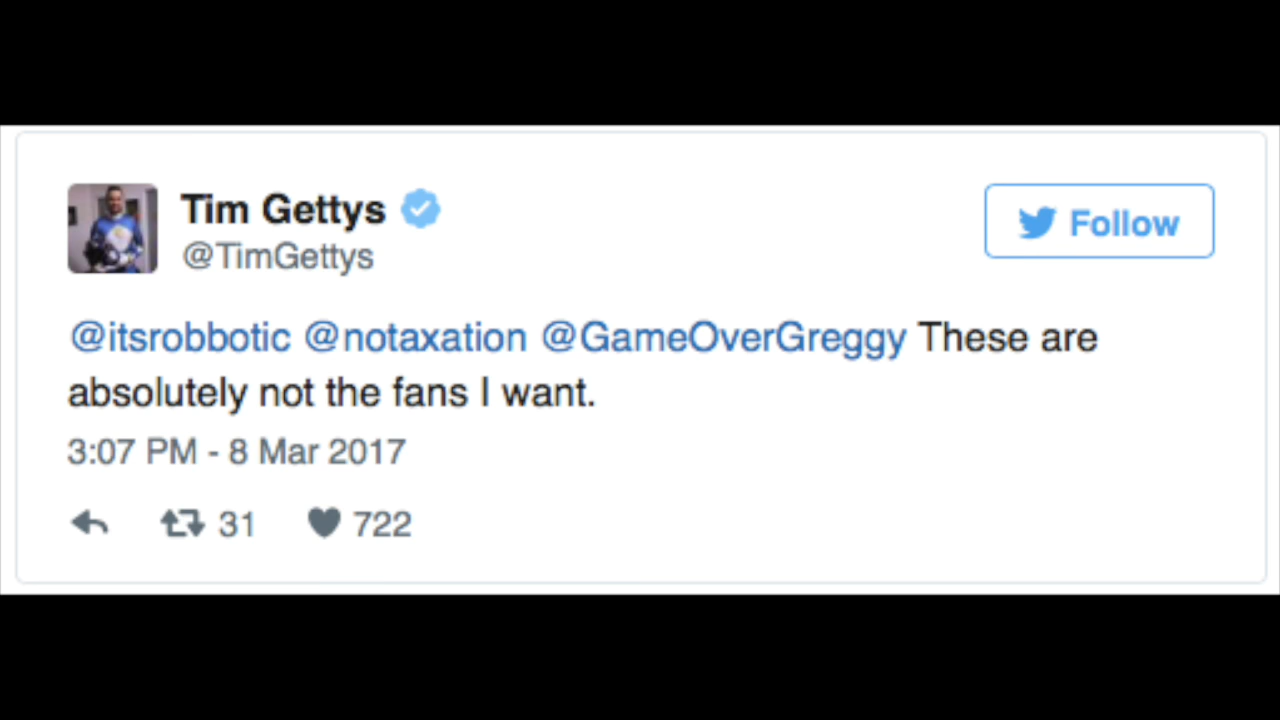 Tim Gettys
@TimGettys
Follow
@itsrobbotic @notaxation @GameOverGreggy These are
absolutely not the fans I want.
3:07 PM - 8 Mar 2017
31 722